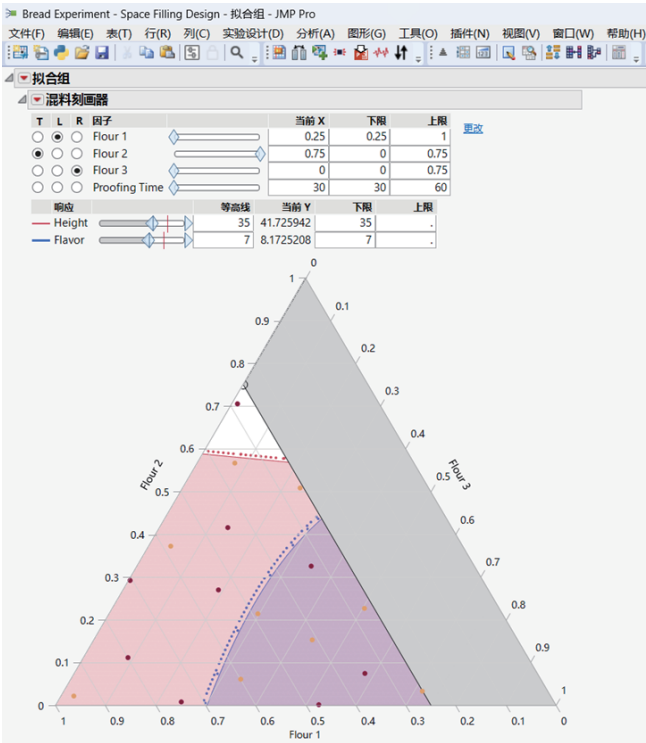 Bread Experiment - Space Filling Design - 拟合组 - JMP Pro
文件(F) 编辑(E) 表(T) 行(R) 列(C) 实验设计(D) 分析(A) 图形(G) 工具(O) 插件(N) 视图(V) 窗口(W) 帮助(H)
拟合组
混料刻画器
T L R 因子 当前 X 下限 上限
Flour 1 0.25 0.25 1 更改
Flour 2 0.75 0 0.75
Flour 3 0 0 0.75
Proofing Time 30 30 60
响应 等高线 当前 Y 下限 上限
Height 35 41.725942 35 .
Flavor 7 8.1725208 7 .
0
1
0.1
0.9
0.2
0.8
0.3
0.7
0.4
0.6
Flour 2
Flour 3
0.5
0.5
0.6
0.4
0.7
0.3
0.8
0.2
0.9
0.1
1
0
1 0.9 0.8 0.7 0.6 0.5 0.4 0.3 0.2 0.1 0
Flour 1